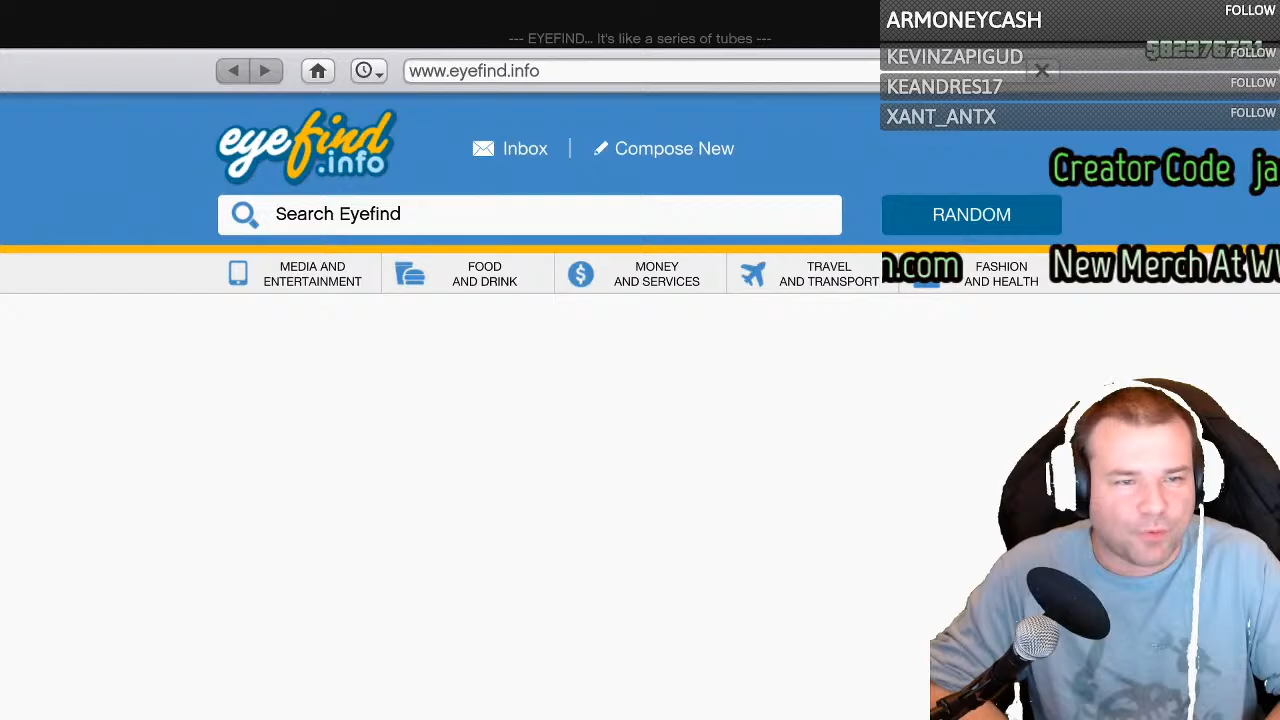 ARMONEYCASH FOLLOW
--- EYEFIND... It's like a series of tubes ---
KEVINZAPIGUD FOLLOW
www.eyefind.info
KEANDRES17 FOLLOW
XANT_ANTX FOLLOW
eyefind.info
Inbox
Compose New
Creator Code ja
Search Eyefind
RANDOM
MEDIA AND
ENTERTAINMENT
FOOD
AND DRINK
MONEY
AND SERVICES
TRAVEL
AND TRANSPORT
FASHION
AND HEALTH
n.com New Merch At